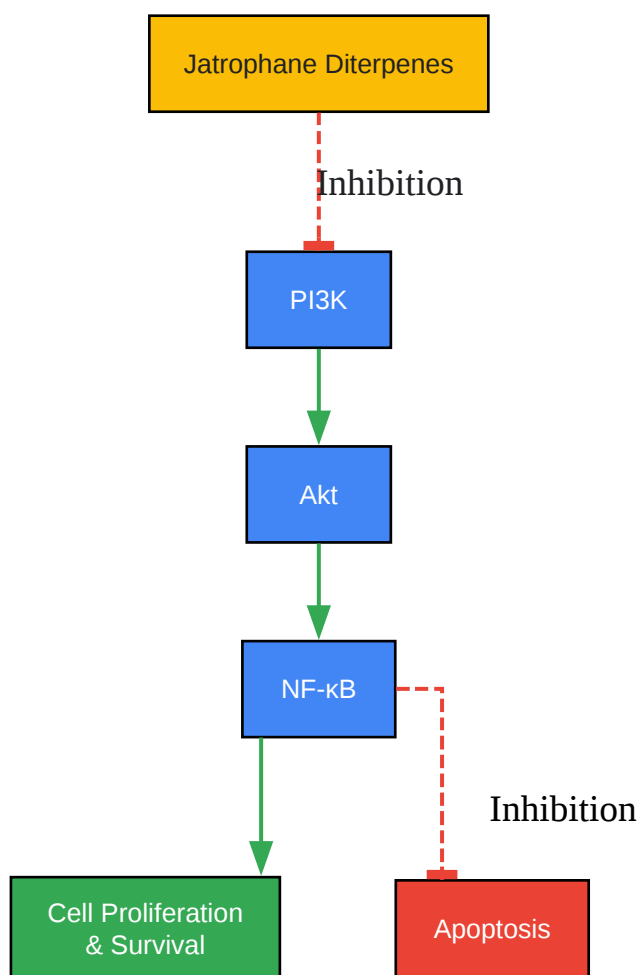 Jatrophane Diterpenes
Inhibition
PI3K
Akt
NF-κB
Inhibition
Cell Proliferation
& Survival
Apoptosis